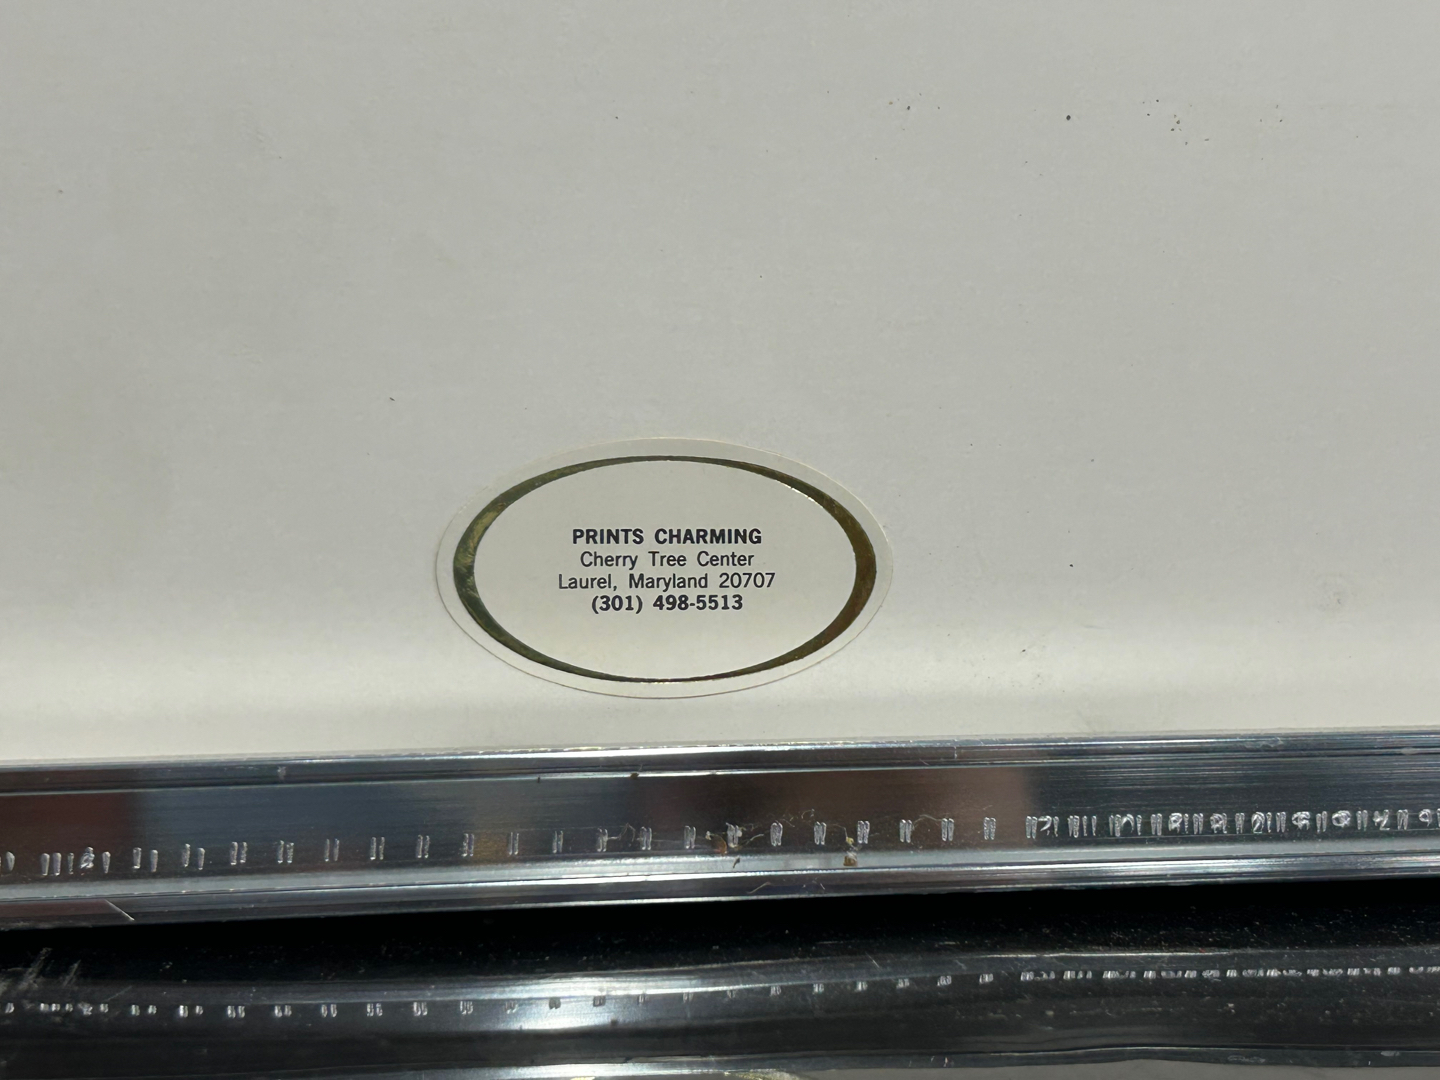 PRINTS CHARMING
Cherry Tree Center
Laurel, Maryland 20707
(301) 498-5513